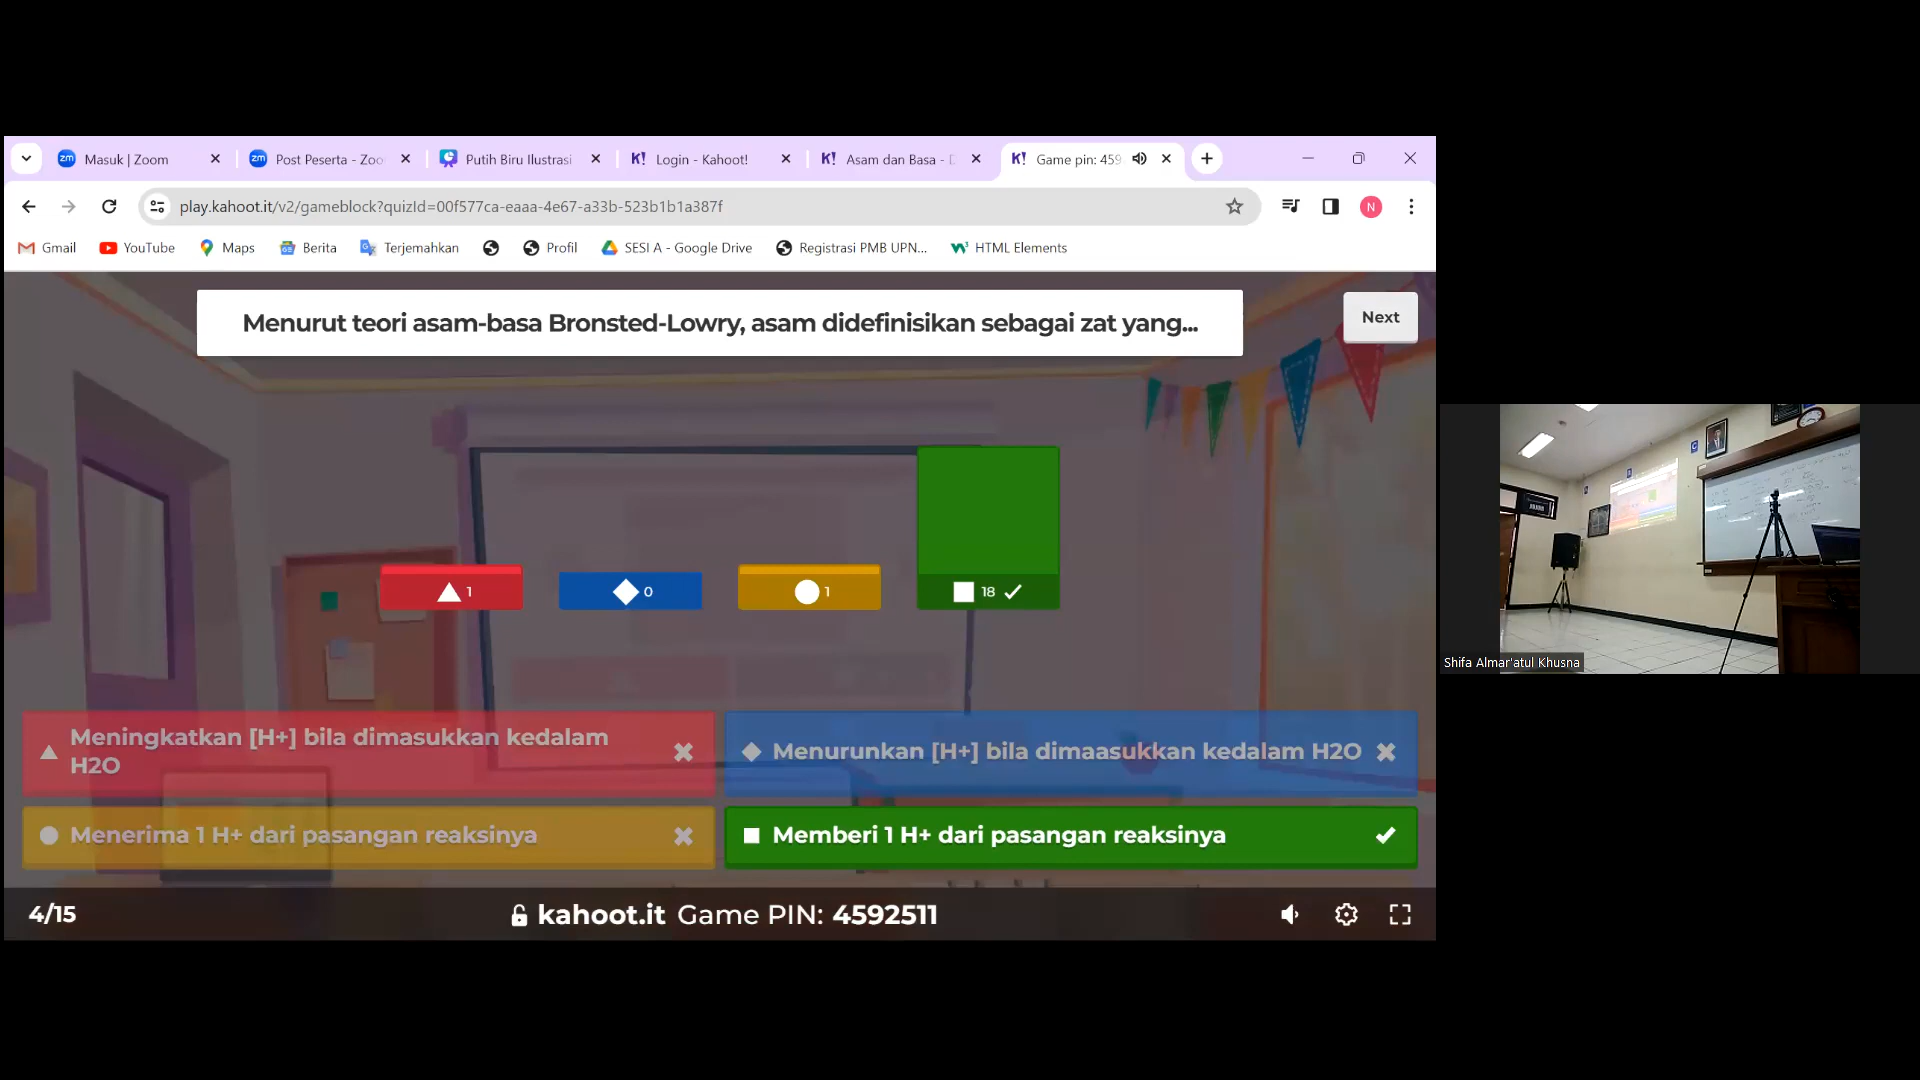 Masuk | Zoom
Post Peserta - Zoo
Putih Biru Ilustrasi
K! Login - Kahoot!
K! Asam dan Basa - D
K! Game pin: 459
play.kahoot.it/v2/gameblock?quizId=00f577ca-eaaa-4e67-a33b-523b1b1a387f
N
Gmail
YouTube
Maps
Berita
Terjemahkan
Profil
SESI A - Google Drive
Registrasi PMB UPN...
HTML Elements
Menurut teori asam-basa Bronsted-Lowry, asam didefinisikan sebagai zat yang...
Next
1
0
1
18
Meningkatkan [H+] bila dimasukkan kedalam
H2O
Menurunkan [H+] bila dimaasukkan kedalam H2O
Menerima 1 H+ dari pasangan reaksinya
Memberi 1 H+ dari pasangan reaksinya
4/15
kahoot.it Game PIN: 4592511
Shifa Almar'atul Khusna